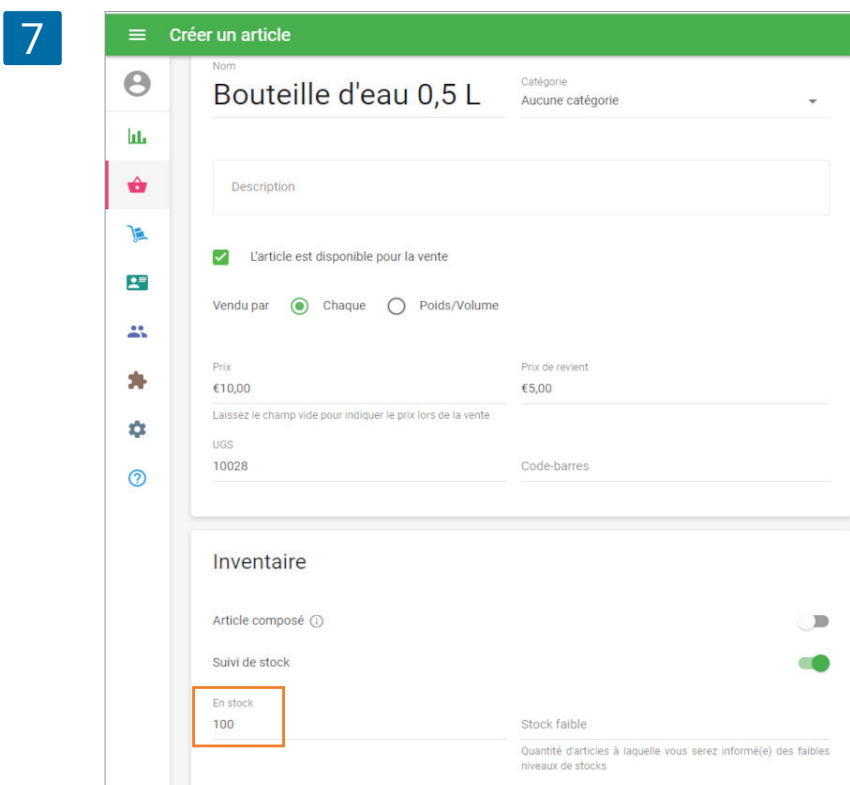 7
Créer un article
Nom
Bouteille d'eau 0,5 L
Catégorie
Aucune catégorie
Description
L'article est disponible pour la vente
Vendu par Chaque Poids/Volume
Prix
€10,00
Prix de revient
€5,00
Laissez le champ vide pour indiquer le prix lors de la vente
UGS
10028
Code-barres
Inventaire
Article composé
Suivi de stock
En stock
100
Stock faible
Quantité d'articles à laquelle vous serez informé(e) des faibles
niveaux de stocks